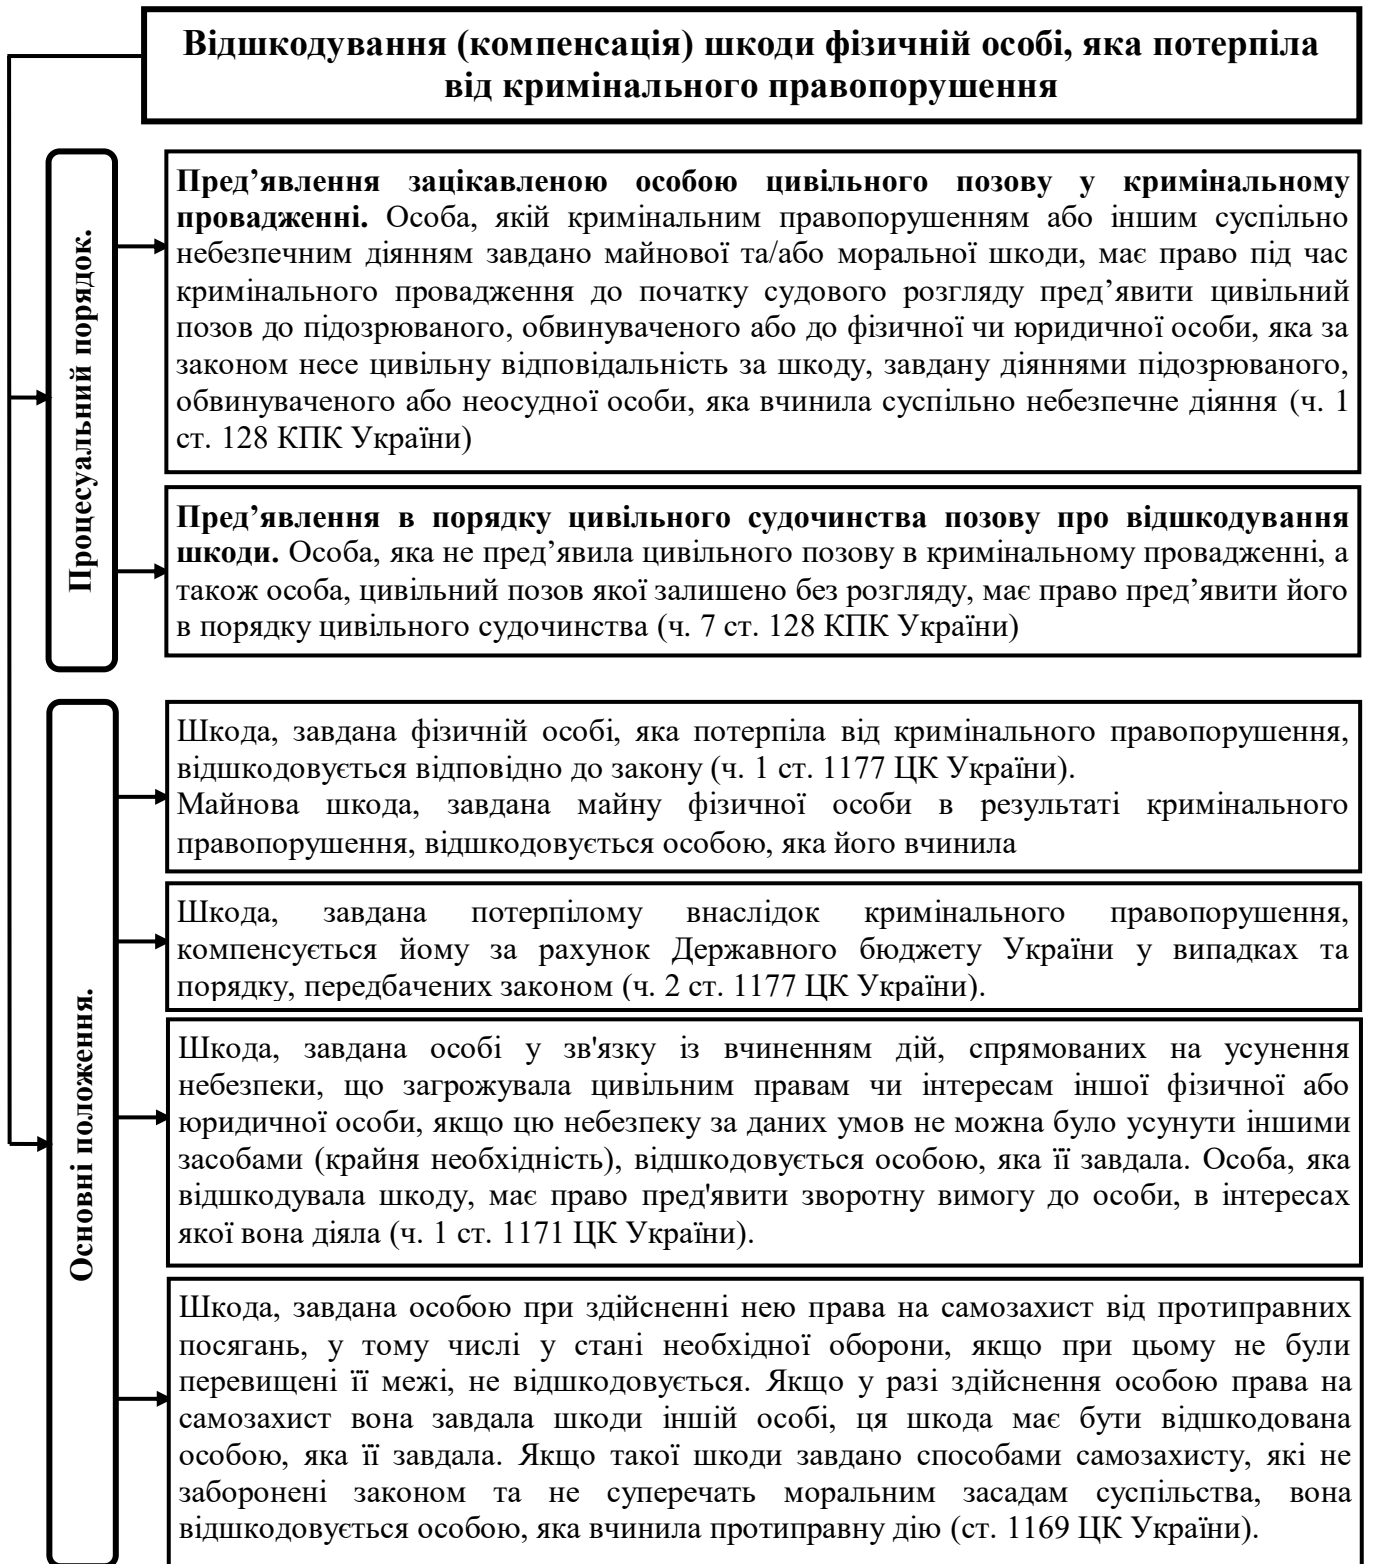 Відшкодування (компенсація) шкоди фізичній особі, яка потерпіла
від кримінального правопорушення
Процесуальний порядок.
Пред’явлення зацікавленою особою цивільного позову у кримінальному
провадженні. Особа, якій кримінальним правопорушенням або іншим суспільно
небезпечним діянням завдано майнової та/або моральної шкоди, має право під час
кримінального провадження до початку судового розгляду пред’явити цивільний
позов до підозрюваного, обвинуваченого або до фізичної чи юридичної особи, яка за
законом несе цивільну відповідальність за шкоду, завдану діяннями підозрюваного,
обвинуваченого або неосудної особи, яка вчинила суспільно небезпечне діяння (ч. 1
ст. 128 КПК України)
Пред’явлення в порядку цивільного судочинства позову про відшкодування
шкоди. Особа, яка не пред’явила цивільного позову в кримінальному провадженні, а
також особа, цивільний позов якої залишено без розгляду, має право пред’явити його
в порядку цивільного судочинства (ч. 7 ст. 128 КПК України)
Основні положення.
Шкода, завдана фізичній особі, яка потерпіла від кримінального правопорушення,
відшкодовується відповідно до закону (ч. 1 ст. 1177 ЦК України).
Майнова шкода, завдана майну фізичної особи в результаті кримінального
правопорушення, відшкодовується особою, яка його вчинила
Шкода, завдана потерпілому внаслідок кримінального правопорушення,
компенсується йому за рахунок Державного бюджету України у випадках та
порядку, передбачених законом (ч. 2 ст. 1177 ЦК України).
Шкода, завдана особі у зв'язку із вчиненням дій, спрямованих на усунення
небезпеки, що загрожувала цивільним правам чи інтересам іншої фізичної або
юридичної особи, якщо цю небезпеку за даних умов не можна було усунути іншими
засобами (крайня необхідність), відшкодовується особою, яка її завдала. Особа, яка
відшкодувала шкоду, має право пред'явити зворотну вимогу до особи, в інтересах
якої вона діяла (ч. 1 ст. 1171 ЦК України).
Шкода, завдана особою при здійсненні нею права на самозахист від протиправних
посягань, у тому числі у стані необхідної оборони, якщо при цьому не були
перевищені її межі, не відшкодовується. Якщо у разі здійснення особою права на
самозахист вона завдала шкоди іншій особі, ця шкода має бути відшкодована
особою, яка її завдала. Якщо такої шкоди завдано способами самозахисту, які не
заборонені законом та не суперечать моральним засадам суспільства, вона
відшкодовується особою, яка вчинила протиправну дію (ст. 1169 ЦК України).